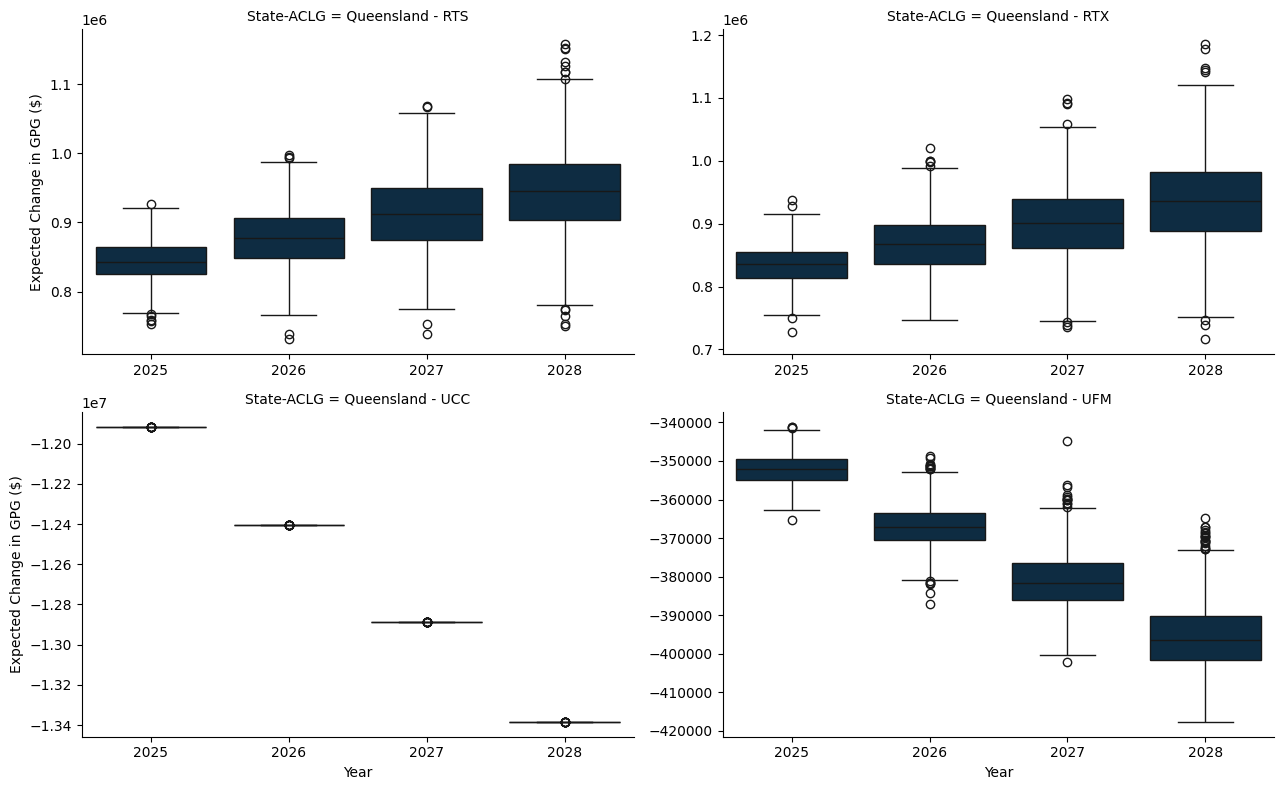 State-ACLG = Queensland - RTS
1e6
Expected Change in GPG ($)
1.1
1.0
0.9
0.8
2025 2026 2027 2028
State-ACLG = Queensland - RTX
1e6
1.2
1.1
1.0
0.9
0.8
0.7
2025 2026 2027 2028
State-ACLG = Queensland - UCC
1e7
Expected Change in GPG ($)
−1.20
−1.22
−1.24
−1.26
−1.28
−1.30
−1.32
−1.34
2025 2026 2027 2028
Year
State-ACLG = Queensland - UFM
−340000
−350000
−360000
−370000
−380000
−390000
−400000
−410000
−420000
2025 2026 2027 2028
Year